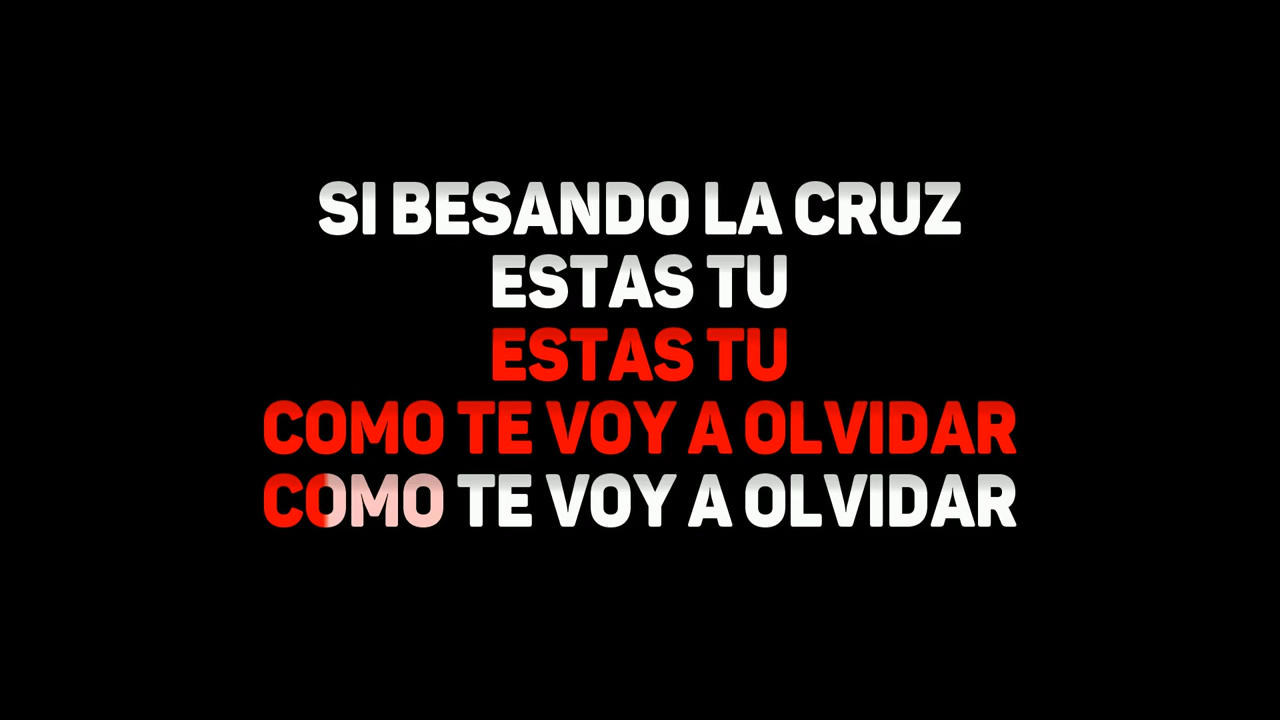 SI BESANDO LA CRUZ
ESTAS TU
ESTAS TU
COMO TE VOY A OLVIDAR
COMO TE VOY A OLVIDAR